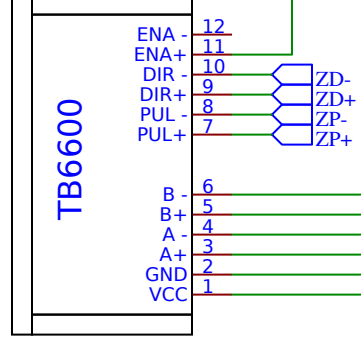 ENA - 12
ENA+ 11
DIR - 10 ZD-
DIR+ 9 ZD+
PUL - 8 ZP-
PUL+ 7 ZP+
TB6600
B - 6
B+ 5
A - 4
A+ 3
GND 2
VCC 1